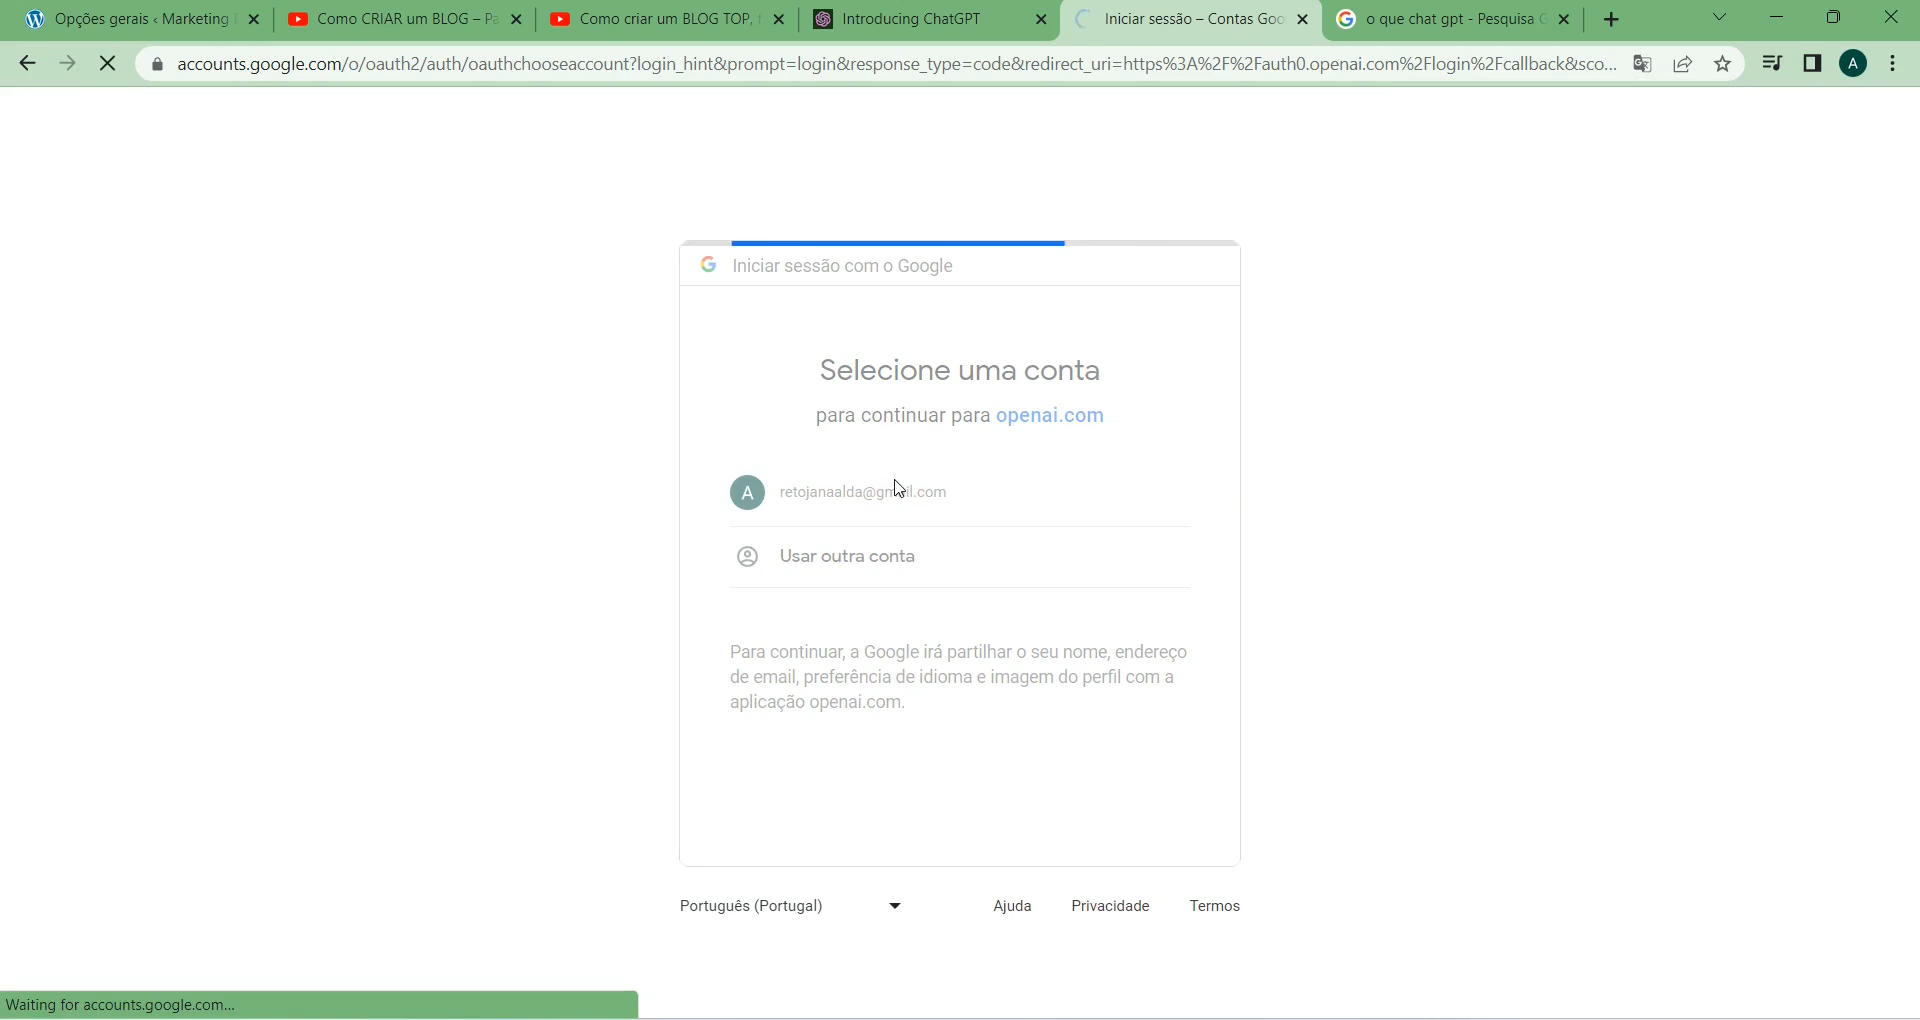 Opções gerais ‹ Marketing
Como CRIAR um BLOG – Pa
Como criar um BLOG TOP,
Introducing ChatGPT
Iniciar sessão – Contas Goo
o que chat gpt - Pesquisa G
accounts.google.com/o/oauth2/auth/oauthchooseaccount?login_hint&prompt=login&response_type=code&redirect_uri=https%3A%2F%2Fauth0.openai.com%2Flogin%2Fcallback&sco...
A
Iniciar sessão com o Google
Selecione uma conta
para continuar para openai.com
A
retojanaalda@gmail.com
Usar outra conta
Para continuar, a Google irá partilhar o seu nome, endereço
de email, preferência de idioma e imagem do perfil com a
aplicação openai.com.
Português (Portugal)
Ajuda
Privacidade
Termos
Waiting for accounts.google.com...